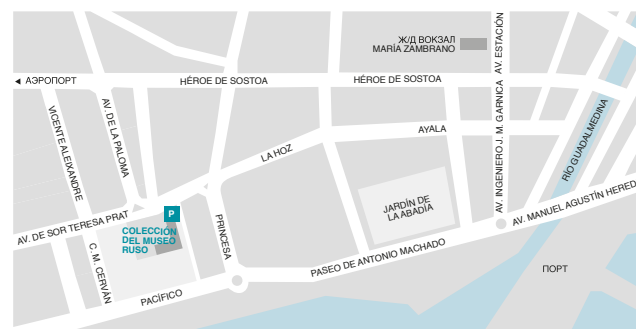 Ж/Д ВОКЗАЛ
MARÍA ZAMBRANO
AV. ESTACIÓN
◄ АЭРОПОРТ
HÉROE DE SOSTOA
HÉROE DE SOSTOA
VICENTE ALEIXANDRE
AV. DE LA PALOMA
AV. INGENIERO J. M. GARNICA
RÍO GUADALMEDINA
AYALA
LA HOZ
JARDÍN DE
LA ABADÍA
AV. MANUEL AGUSTÍN HERED
P
AV. DE SOR TERESA PRAT
COLECCIÓN
DEL MUSEO
RUSO
PRINCESA
C. M. CERVÁN
PASEO DE ANTONIO MACHADO
ПОРТ
PACÍFICO